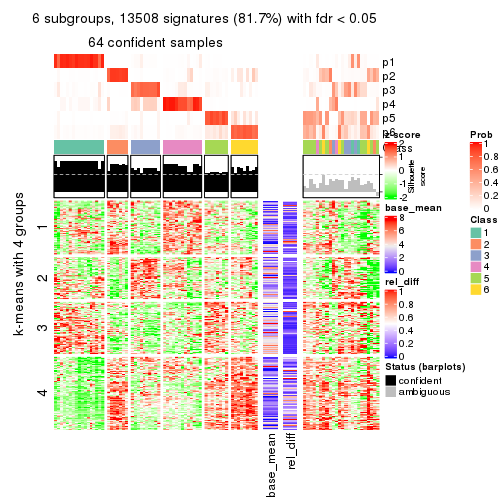 6 subgroups, 13508 signatures (81.7%) with fdr < 0.05
64 confident samples
p1
p2
p3
p4
p5
p6
Class
z-score
2
1
0
-1
-2
Silhouette
score
Prob
1
0.8
0.6
0.4
0.2
0
Class
1
2
3
4
5
6
base_mean
8
6
4
2
0
rel_diff
1
0.8
0.6
0.4
0.2
0
Status (barplots)
confident
ambiguous
k-means with 4 groups
1
2
3
4
base_mean
rel_diff